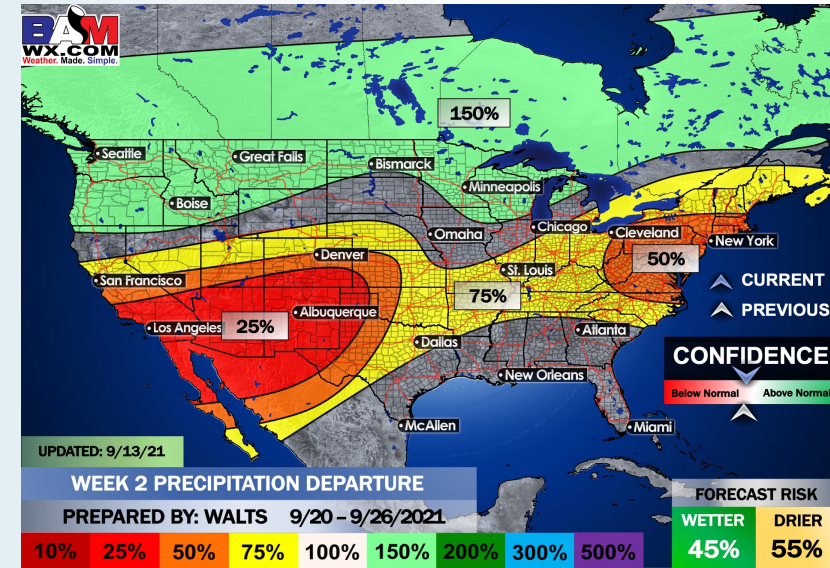 BAM
WX.COM
Weather. Made. Simple.
150%
Seattle
Great Falls
Bismarck
Minneapolis
Boise
Omaha
Chicago
Cleveland
New York
Denver
San Francisco
St. Louis
50%
CURRENT
75%
PREVIOUS
Los Angeles
25%
Albuquerque
Dallas
Atlanta
CONFIDENCE
New Orleans
Below Normal
Above Normal
McAllen
Miami
UPDATED: 9/13/21
WEEK 2 PRECIPITATION DEPARTURE
PREPARED BY: WALTS 9/20 – 9/26/2021
10% 25% 50% 75% 100% 150% 200% 300% 500%
FORECAST RISK
WETTER DRIER
45% 55%